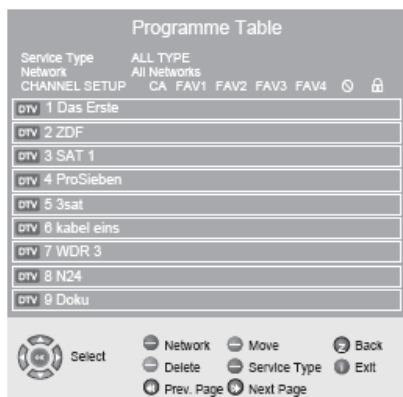 Programme Table
Service Type ALL TYPE
Network All Networks
CHANNEL SETUP CA FAV1 FAV2 FAV3 FAV4
DTV 1 Das Erste
DTV 2 ZDF
DTV 3 SAT 1
DTV 4 ProSieben
DTV 5 3sat
DTV 6 kabel eins
DTV 7 WDR 3
DTV 8 N24
DTV 9 Doku
OK Select Network Move Back
Delete Service Type i Exit
Prev. Page Next Page